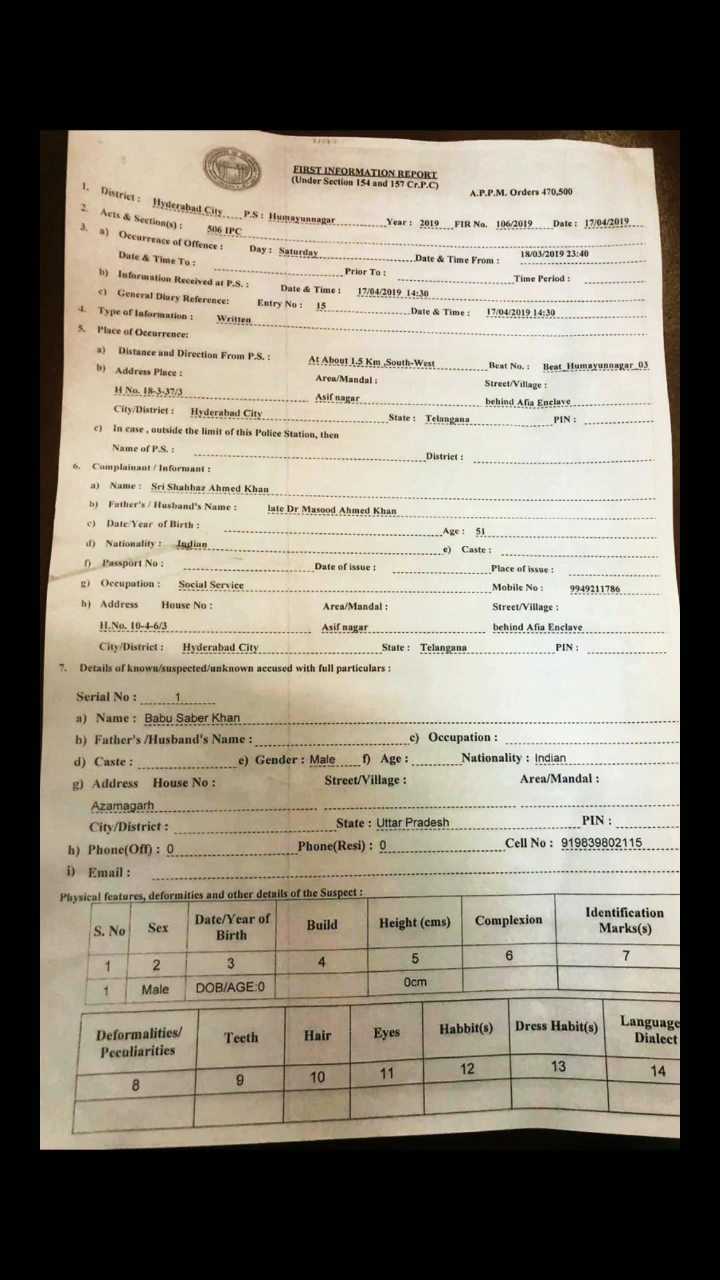 FIRST INFORMATION REPORT
(Under Section 154 and 157 Cr.P.C)
A.P.P.M. Orders 470,500
1. District : Hyderabad City P.S : Humayunnagar Year : 2019 FIR No. 106/2019 Date : 17/04/2019
2. Acts & Section(s) : 506 IPC
3. a) Occurrence of Offence : Day : Saturday Date & Time From : 18/03/2019 23:40
Date & Time To : Prior To : Time Period :
b) Information Received at P.S. : Date & Time : 17/04/2019 14:30
c) General Diary Reference: Entry No : 15 Date & Time : 17/04/2019 14:30
4. Type of Information : Written
5. Place of Occurrence:
a) Distance and Direction From P.S. : At About 1.5 Km ,South-West Beat No. : Beat_Humayunnagar_03
b) Address Place : Area/Mandal : Street/Village :
H No. 18-3-37/3 Asif nagar behind Afia Enclave
City/District : Hyderabad City State : Telangana PIN :
c) In case , outside the limit of this Police Station, then
Name of P.S. : District :
6. Complainant / Informant :
a) Name : Sri Shahbaz Ahmed Khan
b) Father's / Husband's Name : late Dr Masood Ahmed Khan
c) Date/Year of Birth : Age : 51
d) Nationality : Indian e) Caste :
f) Passport No : Date of issue : Place of issue :
g) Occupation : Social Service Mobile No : 9949211786
h) Address House No : Area/Mandal : Street/Village :
H.No. 10-4-6/3 Asif nagar behind Afia Enclave
City/District : Hyderabad City State : Telangana PIN :
7. Details of known/suspected/unknown accused with full particulars :
Serial No : 1
a) Name : Babu Saber Khan
b) Father's /Husband's Name : c) Occupation :
d) Caste : e) Gender : Male f) Age : Nationality : Indian
g) Address House No : Street/Village : Area/Mandal :
Azamagarh
City/District : State : Uttar Pradesh PIN :
h) Phone(Off) : 0 Phone(Resi) : 0 Cell No : 919839802115
i) Email :
Physical features, deformities and other details of the Suspect :
S. No Sex Date/Year of Birth Build Height (cms) Complexion Identification Marks(s)
1 2 3 4 5 6 7
1 Male DOB/AGE:0 0cm
Deformalities/ Peculiarities Teeth Hair Eyes Habbit(s) Dress Habit(s) Language Dialect
8 9 10 11 12 13 14